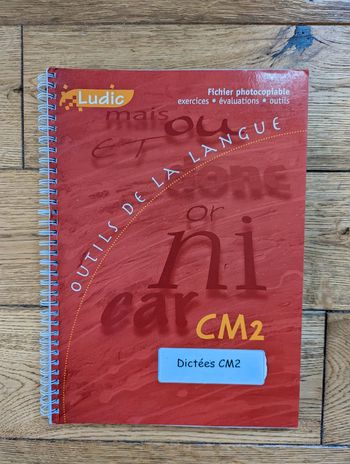 Ludic
Fichier photocopiable
exercices • évaluations • outils
mais ou
ET donc
or
ni
car
OUTILS DE LA LANGUE
CM2
Dictées CM2